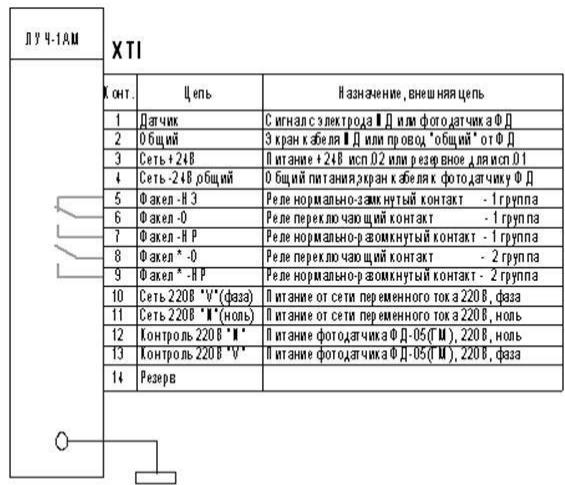 ЛУЧ-1АМ
XT1
Конт. Цепь Назначение, внешняя цепь
1 Датчик Сигнал с электрода ИД или фотодатчика ФД
2 Общий Экран кабеля ИД или провод "общий" от ФД
3 Сеть +24В Питание +24В исп.02 или резервное для исп.01
4 Сеть -24В,общий Общий питания,экран кабеля к фотодатчику ФД
5 Факел -НЗ Реле нормально-замкнутый контакт - 1 группа
6 Факел -О Реле переключающий контакт - 1 группа
7 Факел -НР Реле нормально-разомкнутый контакт - 1 группа
8 Факел * -О Реле переключающий контакт - 2 группа
9 Факел * -НР Реле нормально-разомкнутый контакт - 2 группа
10 Сеть 220В "V"(фаза) Питание от сети переменного тока 220В, фаза
11 Сеть 220В "N"(ноль) Питание от сети переменного тока 220В, ноль
12 Контроль 220В "N" Питание фотодатчика ФД-05(ГМ), 220В, ноль
13 Контроль 220В "V" Питание фотодатчика ФД-05(ГМ), 220В, фаза
14 Резерв